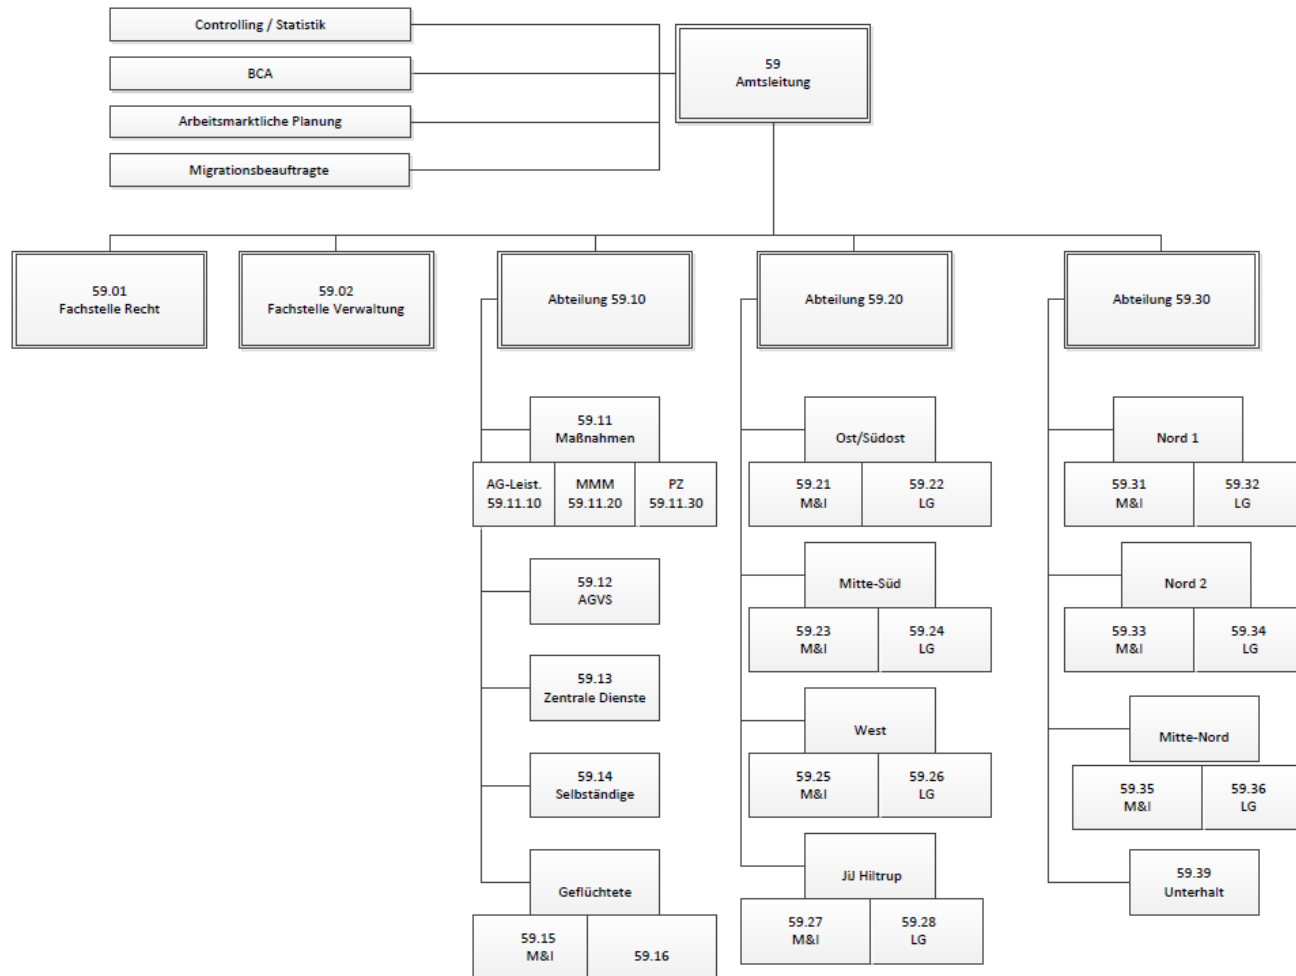 Controlling / Statistik
BCA
Arbeitsmarktliche Planung
Migrationsbeauftragte
59
Amtsleitung
59.01
Fachstelle Recht
59.02
Fachstelle Verwaltung
Abteilung 59.10
Abteilung 59.20
Abteilung 59.30
59.11
Maßnahmen
AG-Leist.
59.11.10
MMM
59.11.20
PZ
59.11.30
59.12
AGVS
59.13
Zentrale Dienste
59.14
Selbständige
Geflüchtete
59.15
M&I
59.16
Ost/Südost
59.21
M&I
59.22
LG
Mitte-Süd
59.23
M&I
59.24
LG
West
59.25
M&I
59.26
LG
JiJ Hiltrup
59.27
M&I
59.28
LG
Nord 1
59.31
M&I
59.32
LG
Nord 2
59.33
M&I
59.34
LG
Mitte-Nord
59.35
M&I
59.36
LG
59.39
Unterhalt